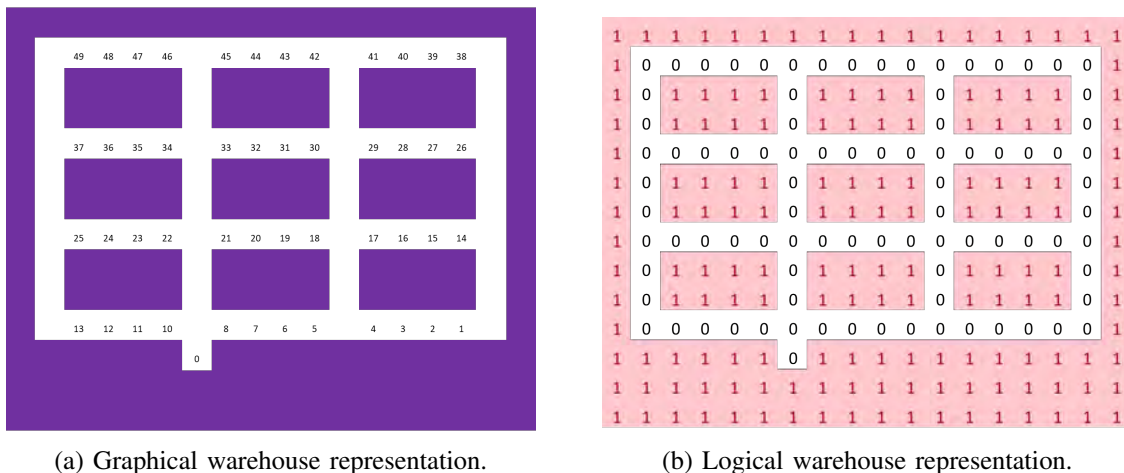 49 48 47 46 45 44 43 42 41 40 39 38
37 36 35 34 33 32 31 30 29 28 27 26
25 24 23 22 21 20 19 18 17 16 15 14
13 12 11 10 8 7 6 5 4 3 2 1
0
(a) Graphical warehouse representation.
1 1 1 1 1 1 1 1 1 1 1 1 1 1 1 1 1 1
1 0 0 0 0 0 0 0 0 0 0 0 0 0 0 0 0 1
1 0 1 1 1 1 0 1 1 1 1 0 1 1 1 1 0 1
1 0 1 1 1 1 0 1 1 1 1 0 1 1 1 1 0 1
1 0 0 0 0 0 0 0 0 0 0 0 0 0 0 0 0 1
1 0 1 1 1 1 0 1 1 1 1 0 1 1 1 1 0 1
1 0 1 1 1 1 0 1 1 1 1 0 1 1 1 1 0 1
1 0 0 0 0 0 0 0 0 0 0 0 0 0 0 0 0 1
1 0 1 1 1 1 0 1 1 1 1 0 1 1 1 1 0 1
1 0 1 1 1 1 0 1 1 1 1 0 1 1 1 1 0 1
1 0 0 0 0 0 0 0 0 0 0 0 0 0 0 0 0 1
1 1 1 1 1 1 0 1 1 1 1 1 1 1 1 1 1 1
1 1 1 1 1 1 1 1 1 1 1 1 1 1 1 1 1 1
1 1 1 1 1 1 1 1 1 1 1 1 1 1 1 1 1 1
(b) Logical warehouse representation.